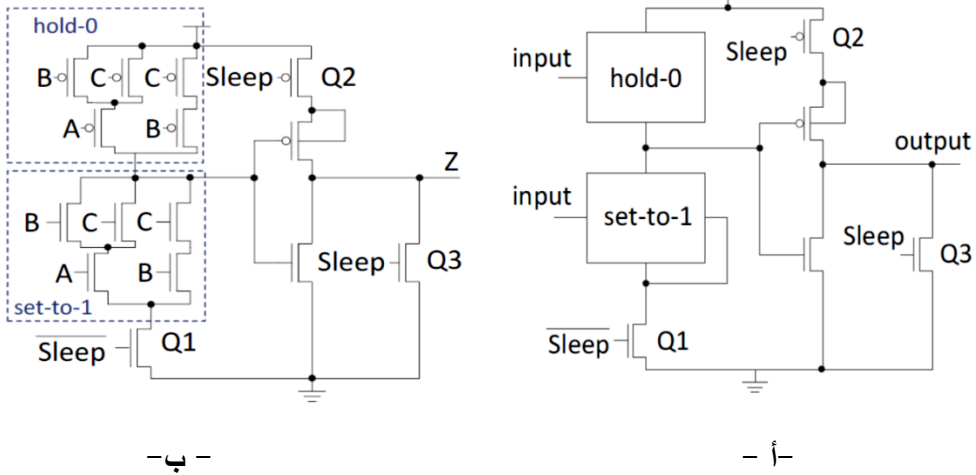 hold-0
B
C
C
Sleep
Q2
A
B
Z
B
C
C
Sleep
Q3
A
B
set-to-1
Sleep
Q1
- ب -
Sleep
Q2
input
hold-0
output
input
set-to-1
Sleep
Q3
Sleep
Q1
- أ -